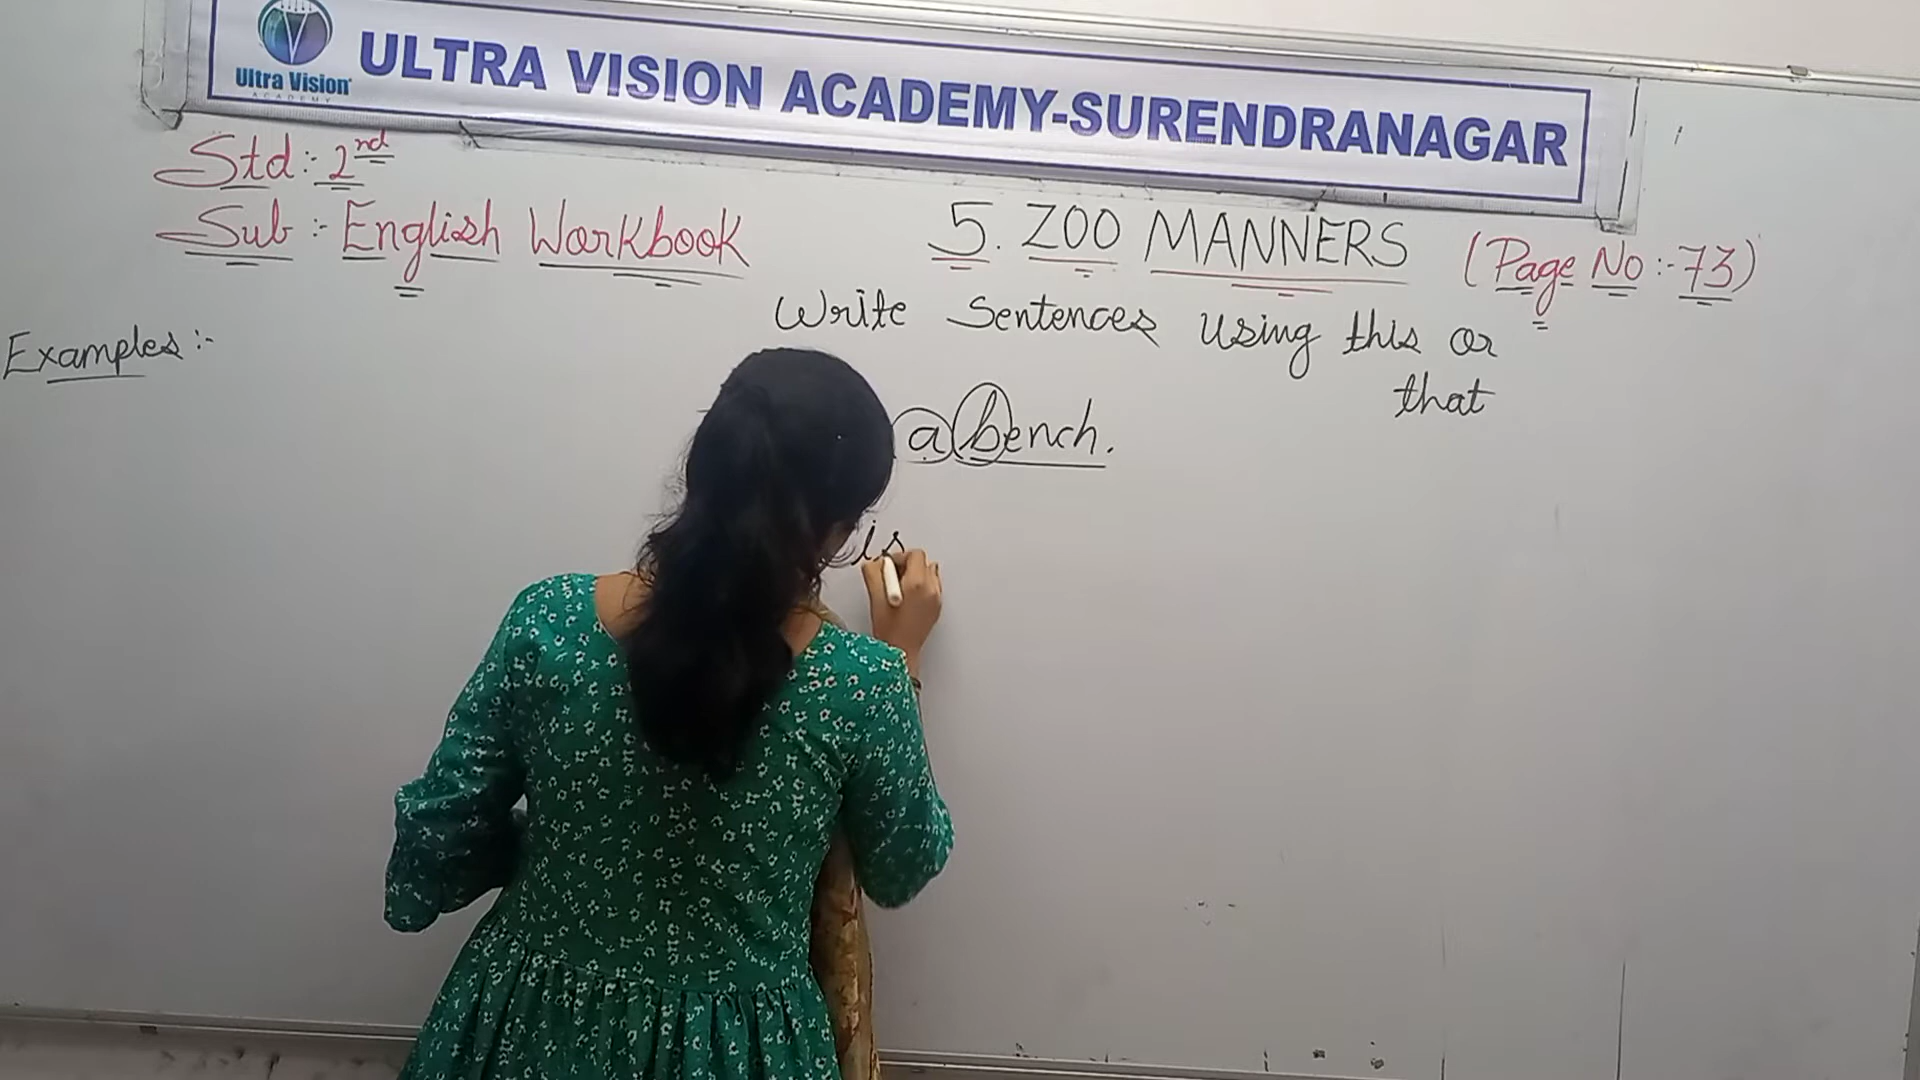 Ultra Vision
ACADEMY
ULTRA VISION ACADEMY-SURENDRANAGAR
Std:- 2nd
Sub:- English Workbook
5. ZOO MANNERS (Page No:-73)
Write Sentences using this or
that
Examples:-
a bench.
is